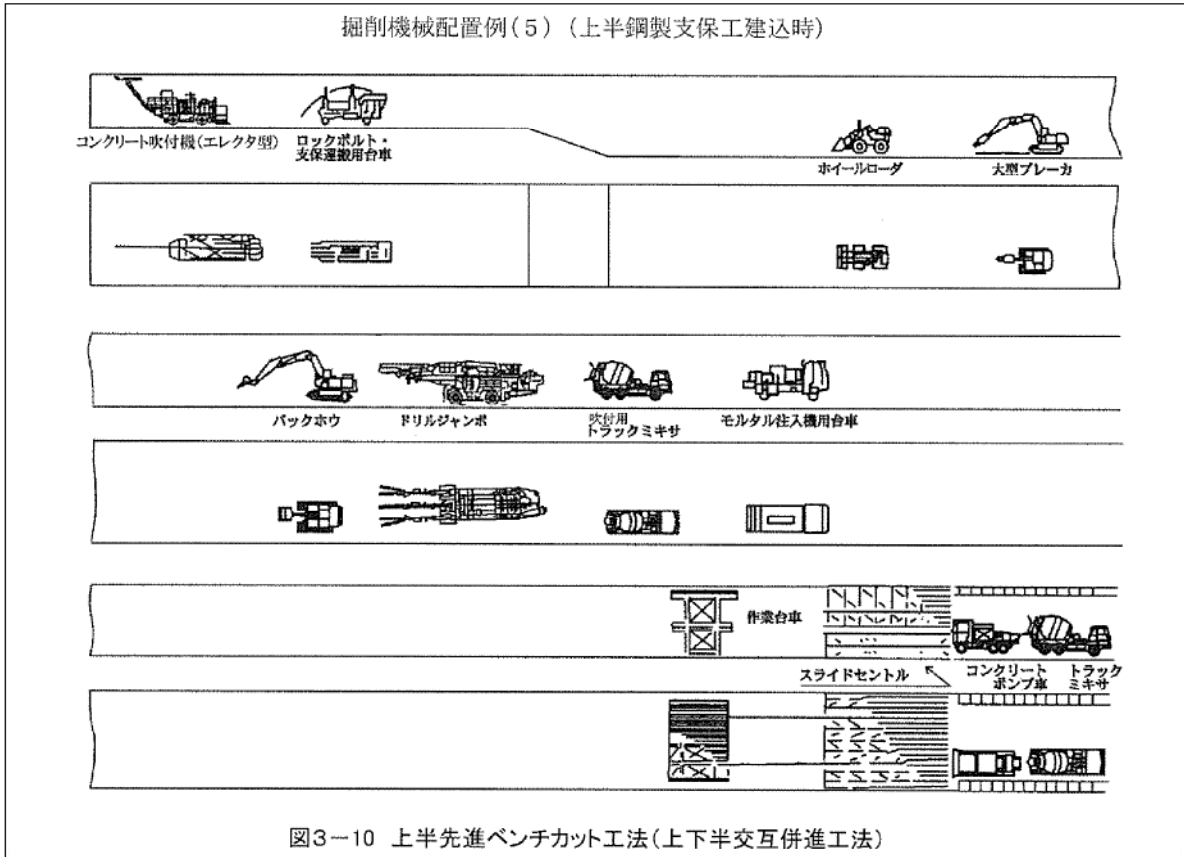 掘削機械配置例(5) (上半鋼製支保工建込時)
コンクリート吹付機(エレクタ型)
ロックボルト・
支保運搬用台車
ホイールローダ
大型ブレーカ
バックホウ
ドリルジャンボ
吹付用
トラックミキサ
モルタル注入機用台車
作業台車
スライドセントル
コンクリート
ポンプ車
トラック
ミキサ
図3-10 上半先進ベンチカット工法(上下半交互併進工法)